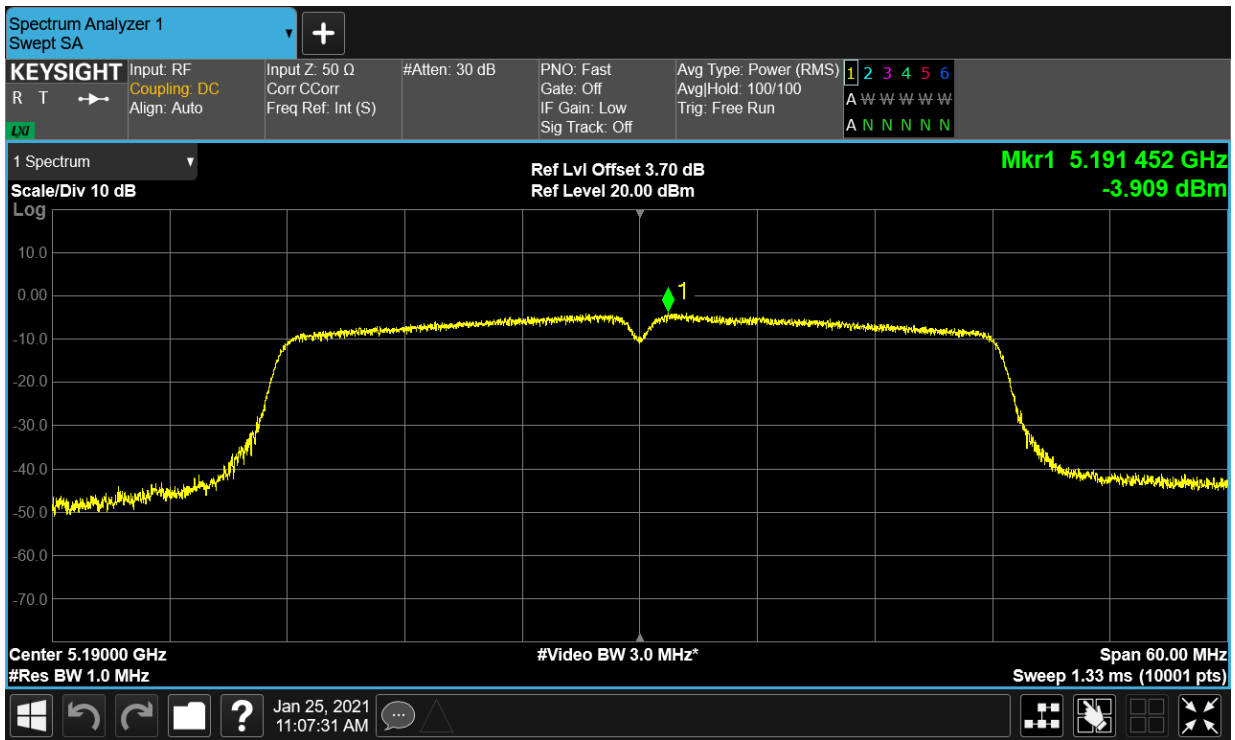 Spectrum Analyzer 1
Swept SA
KEYSIGHT
R T
LXI
Input: RF
Coupling: DC
Align: Auto
Input Z: 50 Ω
Corr CCorr
Freq Ref: Int (S)
#Atten: 30 dB
PNO: Fast
Gate: Off
IF Gain: Low
Sig Track: Off
Avg Type: Power (RMS)
Avg|Hold: 100/100
Trig: Free Run
1 2 3 4 5 6
A W W W W W
A N N N N N
1 Spectrum
Scale/Div 10 dB
Log
Ref Lvl Offset 3.70 dB
Ref Level 20.00 dBm
Mkr1 5.191 452 GHz
-3.909 dBm
10.0
0.00
-10.0
-20.0
-30.0
-40.0
-50.0
-60.0
-70.0
1
Center 5.19000 GHz
#Res BW 1.0 MHz
#Video BW 3.0 MHz*
Span 60.00 MHz
Sweep 1.33 ms (10001 pts)
?
Jan 25, 2021
11:07:31 AM